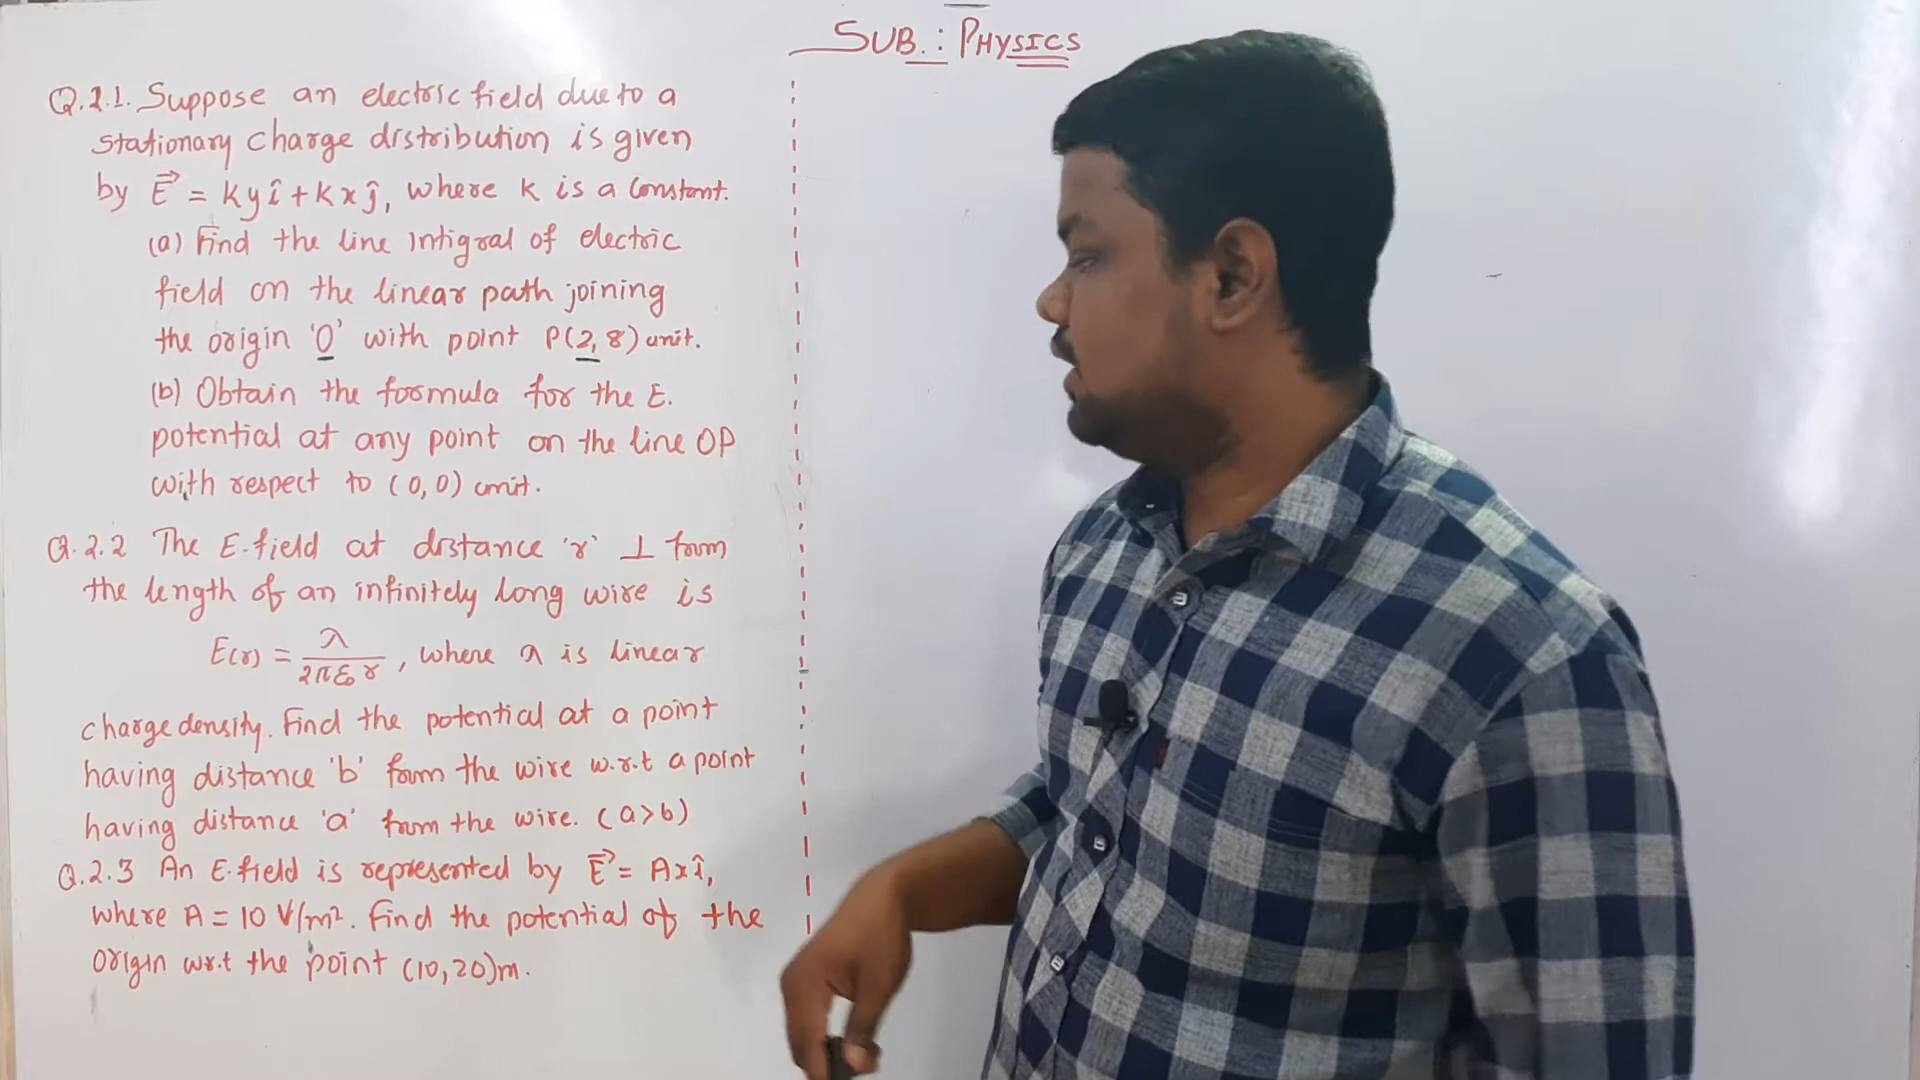 SUB. : PHYSICS
Q.2.1. Suppose an electric field due to a
stationary charge distribution is given
by E⃗ = kyî + kxĵ, where k is a constant.
(a) Find the line intigral of electric
field on the linear path joining
the origin 'O' with point P(2, 8) unit.
(b) Obtain the formula for the E.
potential at any point on the line OP
with respect to (0,0) unit.
Q.2.2 The E.field at distance 'r' ⊥ from
the length of an infinitely long wire is
E(r) = λ / 2πε₀r , where λ is linear
charge density. Find the potential at a point
having distance 'b' from the wire w.r.t a point
having distance 'a' from the wire. (a>b)
Q.2.3 An E.field is represented by E⃗ = Axî,
where A = 10 V/m². Find the potential of the
origin w.r.t the point (10,20)m.